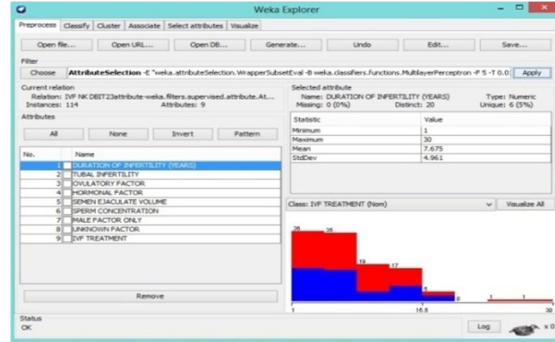 Weka Explorer
Preprocess Classify Cluster Associate Select attributes Visualize
Open file... Open URL... Open DB... Generate... Undo Edit... Save...
Filter
Choose AttributeSelection -E "weka.attributeSelection.WrapperSubsetEval -B weka.classifiers.functions.MultilayerPerceptron -F 5 -T 0.0 Apply
Current relation
Relation: IVF NK DBIT23attribute-weka.filters.supervised.attribute.At...
Instances: 114 Attributes: 9
Attributes
All None Invert Pattern
No. Name
1 DURATION OF INFERTILITY (YEARS)
2 TUBAL INFERTILITY
3 OVULATORY FACTOR
4 HORMONAL FACTOR
5 SEMEN EJACULATE VOLUME
6 SPERM CONCENTRATION
7 MALE FACTOR ONLY
8 UNKNOWN FACTOR
9 IVF TREATMENT
Remove
Selected attribute
Name: DURATION OF INFERTILITY (YEARS) Type: Numeric
Missing: 0 (0%) Distinct: 20 Unique: 6 (5%)
Statistic Value
Minimum 1
Maximum 30
Mean 7.675
StdDev 4.961
Class: IVF TREATMENT (Nom) Visualize All
19
17
1 1
1 30
Status
OK
Log x 0